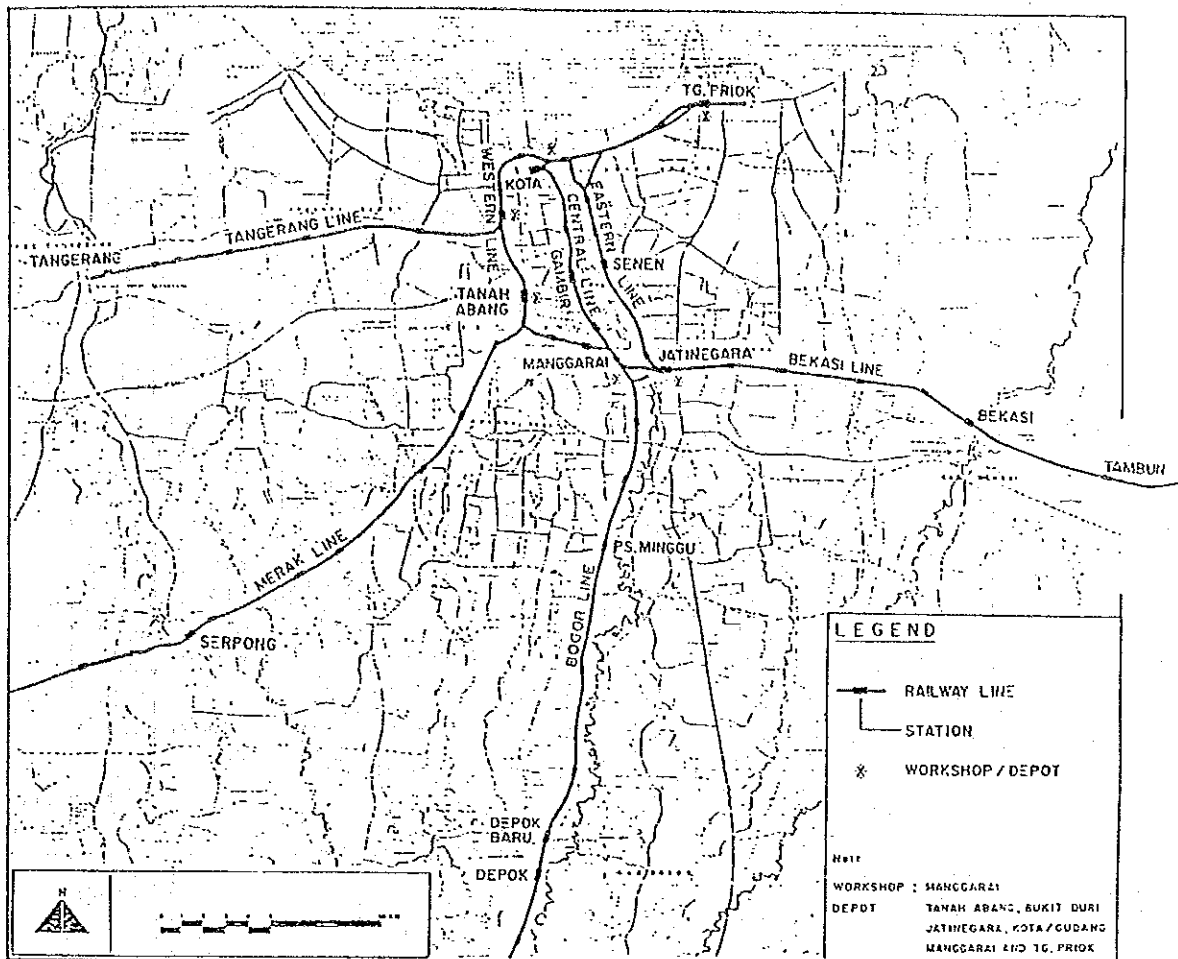 TG. PRIOK
WESTERN LINE
KOTA
CENTRAL LINE
EASTERN LINE
TANGERANG LINE
TANGERANG
SENEN
GAMBIR
TANAH
ABANG
MANGGARAI
JATINEGARA
BEKASI LINE
BEKASI
TAMBUN
MERAK LINE
PS. MINGGU
BOGOR LINE
SERPONG
DEPOK
BARU
DEPOK
N
LEGEND
RAILWAY LINE
STATION
WORKSHOP / DEPOT
Note
WORKSHOP : MANGGARAI
DEPOT TANAH ABANG, BUKIT DURI
JATINEGARA, KOTA / GUDANG
MANGGARAI AND TG. PRIOK